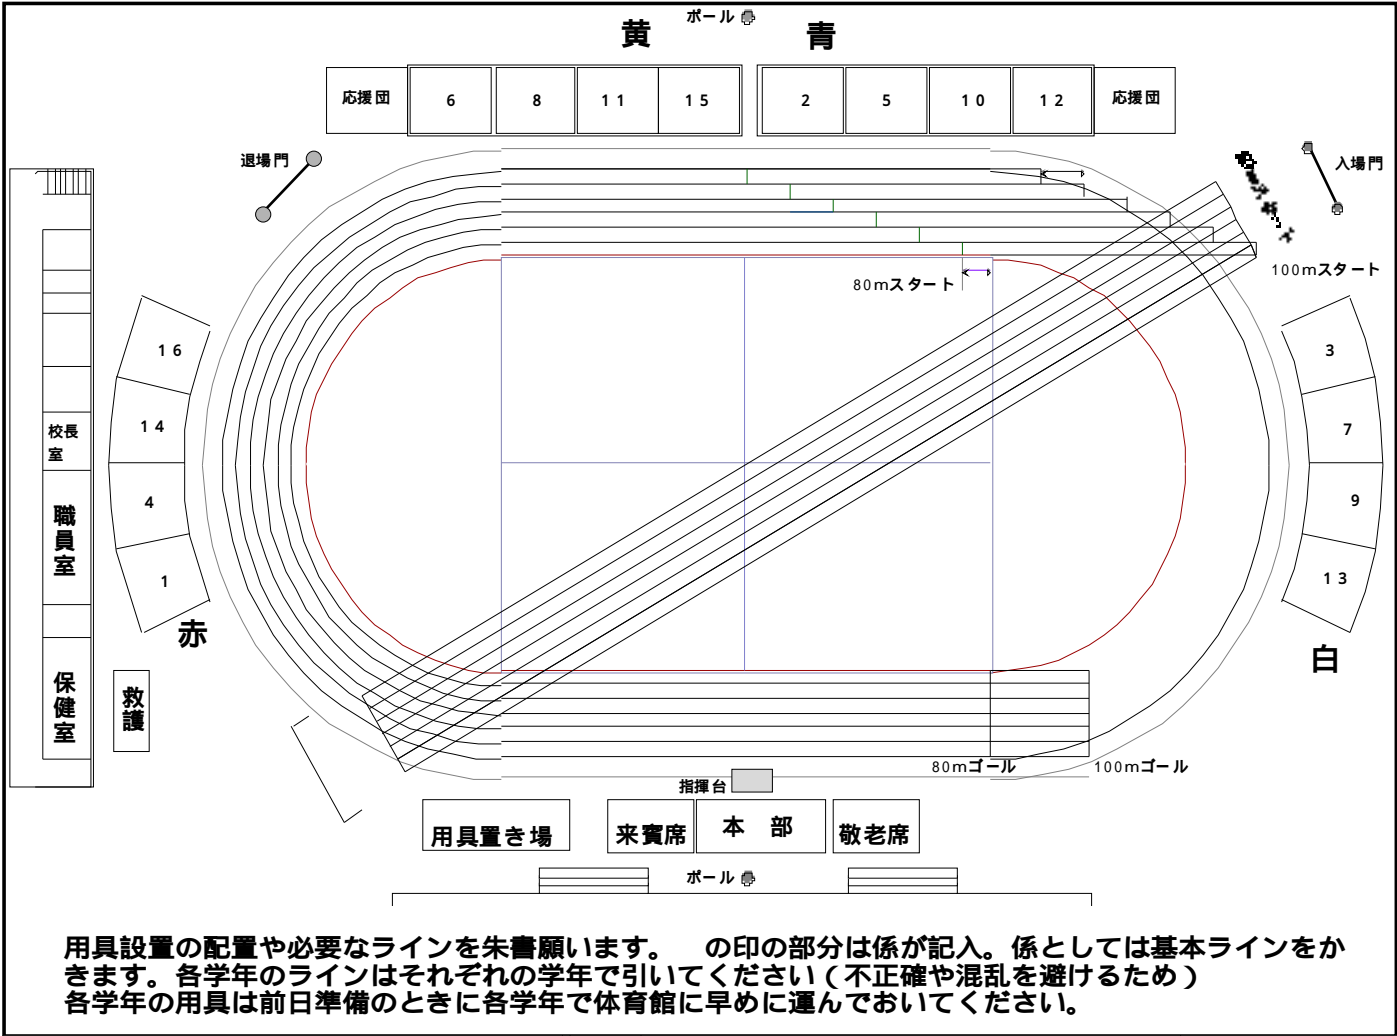 ポール
黄 青
応援団 6 8 11 15 2 5 10 12 応援団
退場門
入場門
100mスタート
80mスタート
16
14
4
1
赤
3
7
9
13
白
校長
室
職員室
保健室
救護
80mゴール
100mゴール
指揮台
用具置き場
来賓席
本 部
敬老席
ポール
用具設置の配置や必要なラインを朱書願います。　の印の部分は係が記入。係としては基本ラインをか
きます。各学年のラインはそれぞれの学年で引いてください（不正確や混乱を避けるため）
各学年の用具は前日準備のときに各学年で体育館に早めに運んでおいてください。